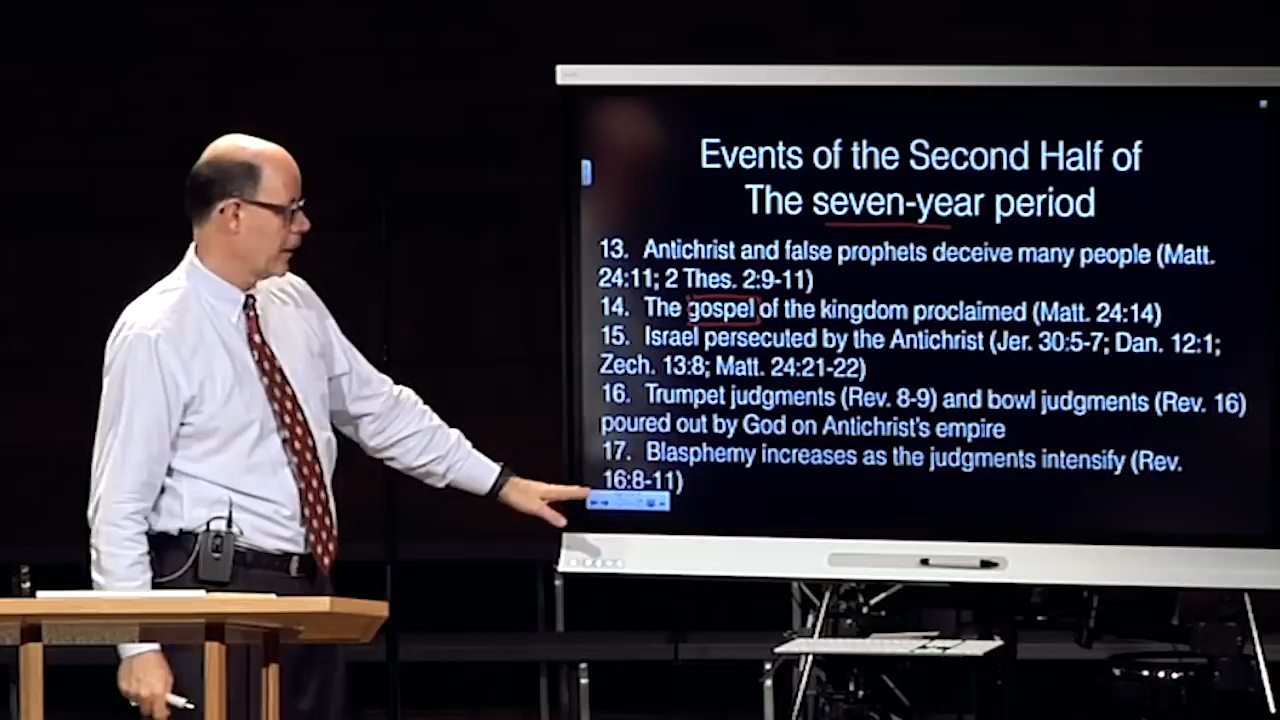 Events of the Second Half of
The seven-year period
13. Antichrist and false prophets deceive many people (Matt.
24:11; 2 Thes. 2:9-11)
14. The gospel of the kingdom proclaimed (Matt. 24:14)
15. Israel persecuted by the Antichrist (Jer. 30:5-7; Dan. 12:1;
Zech. 13:8; Matt. 24:21-22)
16. Trumpet judgments (Rev. 8-9) and bowl judgments (Rev. 16)
poured out by God on Antichrist's empire
17. Blasphemy increases as the judgments intensify (Rev.
16:8-11)